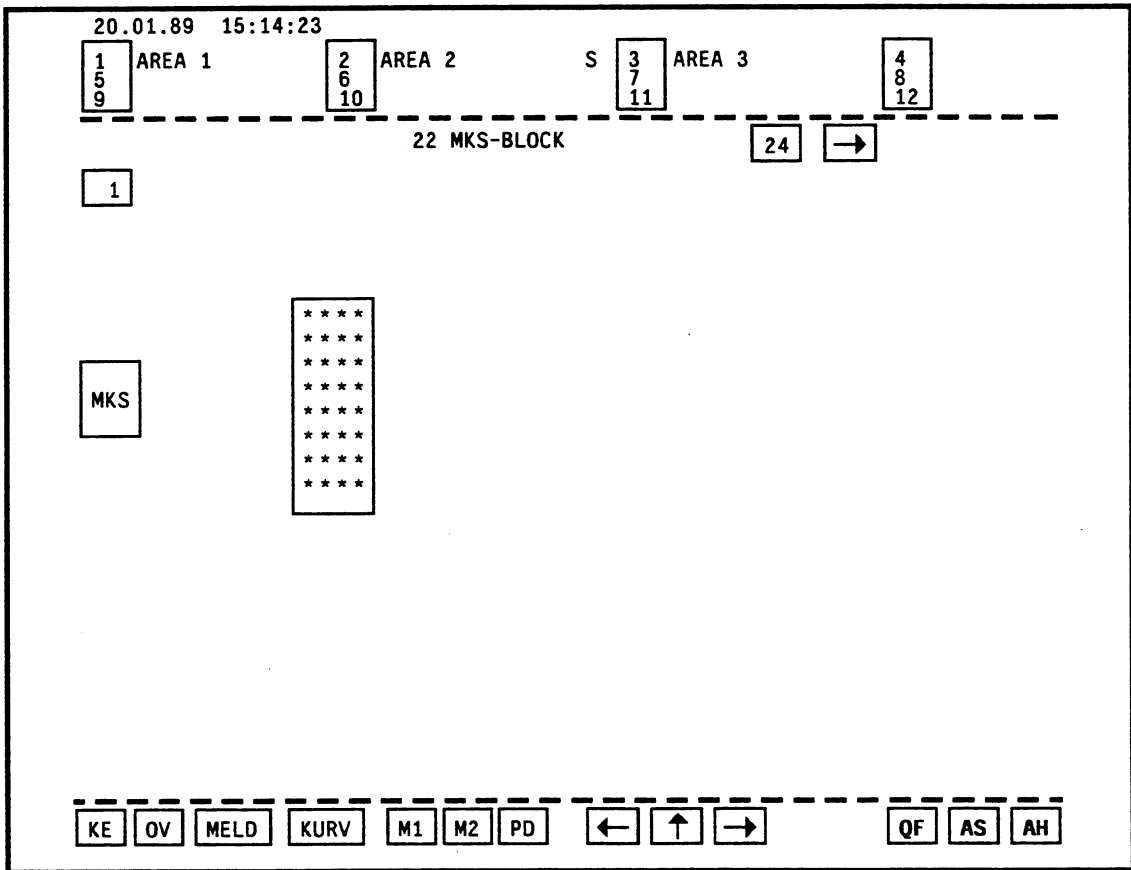 20.01.89 15:14:23
1 AREA 1 2 AREA 2 S 3 AREA 3 4
5 6 7 8
9 10 11 12
22 MKS-BLOCK 24 →
1
* * * *
* * * *
* * * *
* * * *
MKS
* * * *
* * * *
* * * *
* * * *
KE OV MELD KURV M1 M2 PD ← ↑ → QF AS AH